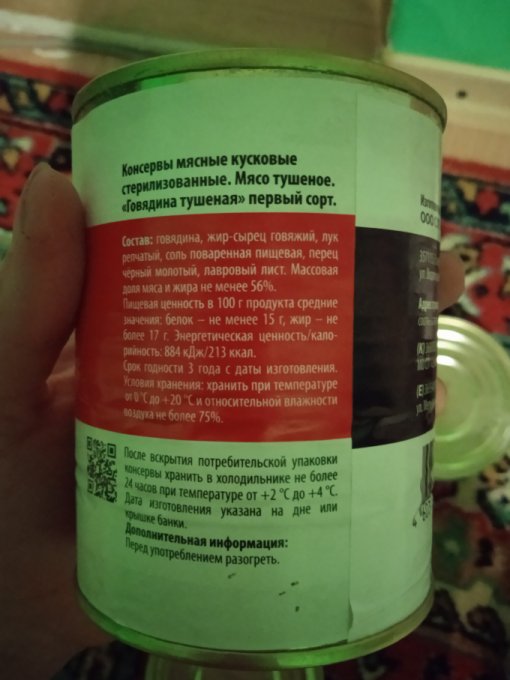 Консервы мясные кусковые
стерилизованные. Мясо тушеное.
«Говядина тушеная» первый сорт.
Состав: говядина, жир-сырец говяжий, лук
репчатый, соль поваренная пищевая, перец
чёрный молотый, лавровый лист. Массовая
доля мяса и жира не менее 56%.
Пищевая ценность в 100 г продукта средние
значения: белок – не менее 15 г, жир – не
более 17 г. Энергетическая ценность/кало-
рийность: 884 кДж/213 ккал.
Срок годности 3 года с даты изготовления.
Условия хранения: хранить при температуре
от 0 °С до +20 °С и относительной влажности
воздуха не более 75%.
После вскрытия потребительской упаковки
консервы хранить в холодильнике не более
24 часов при температуре от +2 °С до +4 °С.
Дата изготовления указана на дне или
крышке банки.
Дополнительная информация:
Перед употреблением разогреть.
ООО